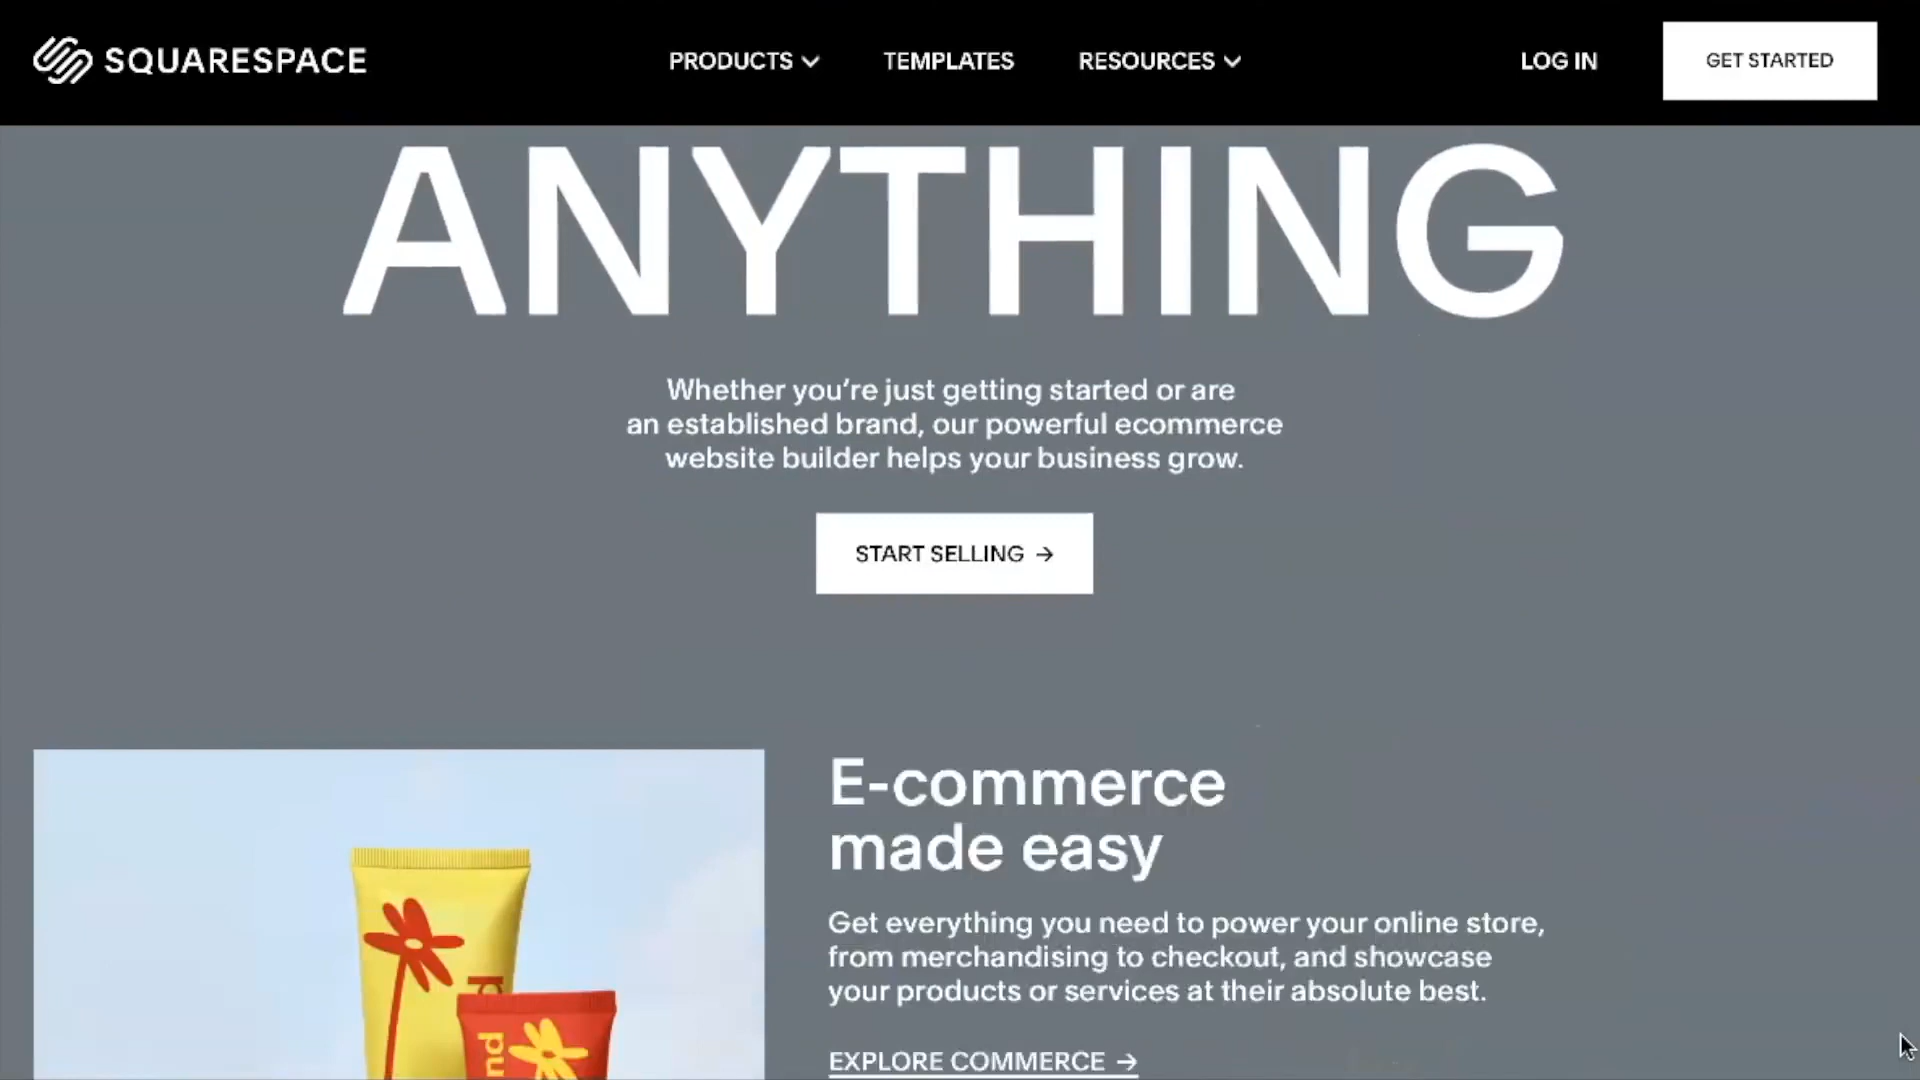 SQUARESPACE
PRODUCTS
TEMPLATES
RESOURCES
LOG IN
GET STARTED
ANYTHING
Whether you’re just getting started or are
an established brand, our powerful ecommerce
website builder helps your business grow.
START SELLING →
E-commerce
made easy
Get everything you need to power your online store,
from merchandising to checkout, and showcase
your products or services at their absolute best.
EXPLORE COMMERCE →